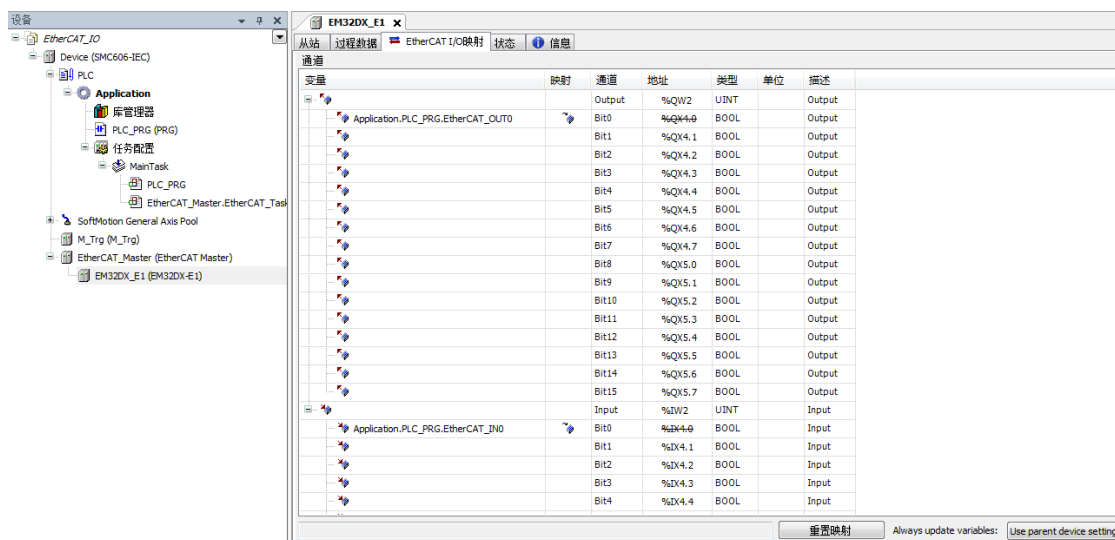 设备
EtherCAT_IO
Device (SMC606-IEC)
PLC
Application
库管理器
PLC_PRG (PRG)
任务配置
MainTask
PLC_PRG
EtherCAT_Master.EtherCAT_Task
SoftMotion General Axis Pool
M_Trg (M_Trg)
EtherCAT_Master (EtherCAT Master)
EM32DX_E1 (EM32DX-E1)
EM32DX_E1
从站 过程数据 EtherCAT I/O映射 状态 信息
通道
变量 映射 通道 地址 类型 单位 描述
Output %QW2 UINT Output
Application.PLC_PRG.EtherCAT_OUT0 Bit0 %QX4.0 BOOL Output
Bit1 %QX4.1 BOOL Output
Bit2 %QX4.2 BOOL Output
Bit3 %QX4.3 BOOL Output
Bit4 %QX4.4 BOOL Output
Bit5 %QX4.5 BOOL Output
Bit6 %QX4.6 BOOL Output
Bit7 %QX4.7 BOOL Output
Bit8 %QX5.0 BOOL Output
Bit9 %QX5.1 BOOL Output
Bit10 %QX5.2 BOOL Output
Bit11 %QX5.3 BOOL Output
Bit12 %QX5.4 BOOL Output
Bit13 %QX5.5 BOOL Output
Bit14 %QX5.6 BOOL Output
Bit15 %QX5.7 BOOL Output
Input %IW2 UINT Input
Application.PLC_PRG.EtherCAT_IN0 Bit0 %IX4.0 BOOL Input
Bit1 %IX4.1 BOOL Input
Bit2 %IX4.2 BOOL Input
Bit3 %IX4.3 BOOL Input
Bit4 %IX4.4 BOOL Input
重置映射 Always update variables: Use parent device setting